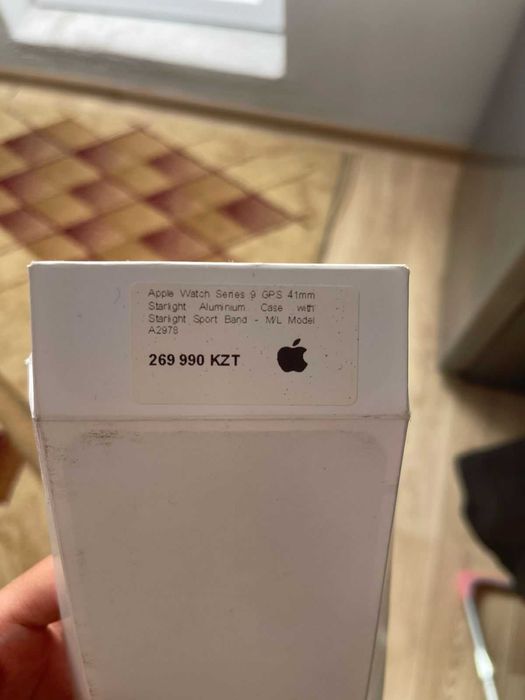 Apple Watch Series 9 GPS 41mm
Starlight Aluminium Case with
Starlight Sport Band - M/L Model
A2978
269 990 KZT